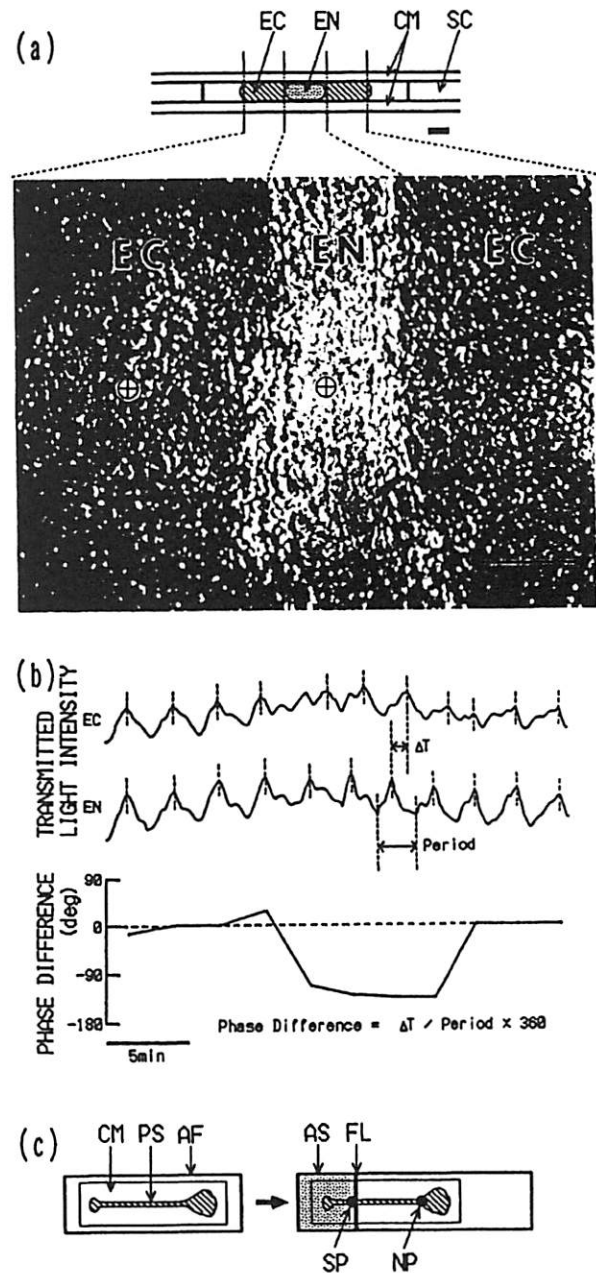 (a)
EC EN CM SC
EC EN EC
(b)
TRANSMITTED
LIGHT INTENSITY
EC
ΔT
EN
Period
PHASE DIFFERENCE
(deg)
90
0
-90
-180
Phase Difference = ΔT / Period × 360
5min
(c)
CM PS AF AS FL
SP NP